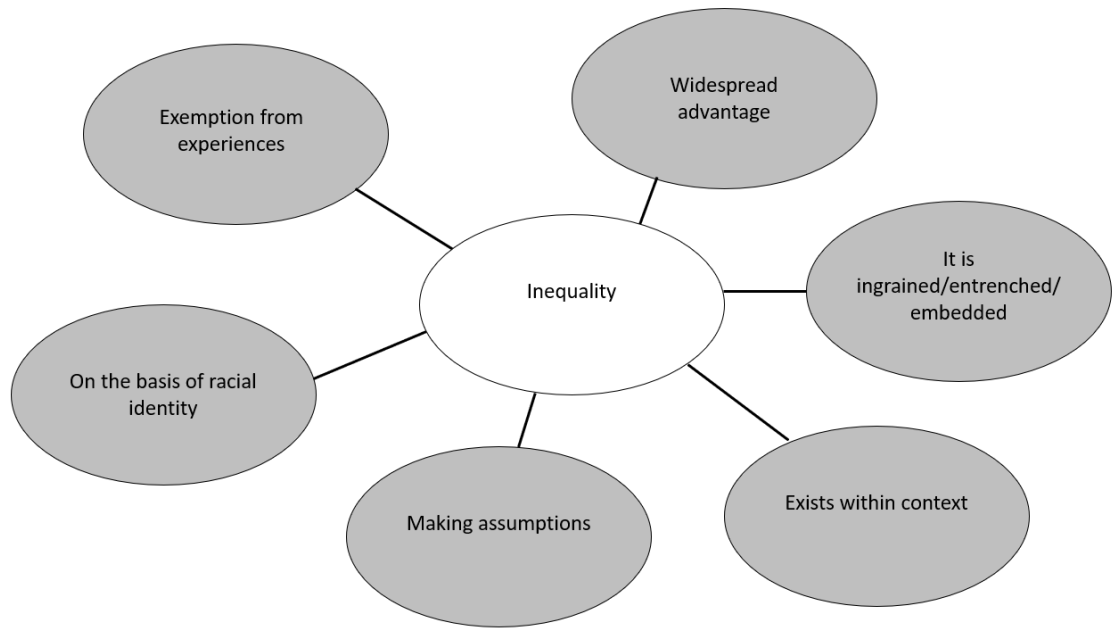 Widespread
advantage
Exemption from
experiences
It is
ingrained/entrenched/
embedded
Inequality
On the basis of racial
identity
Exists within context
Making assumptions